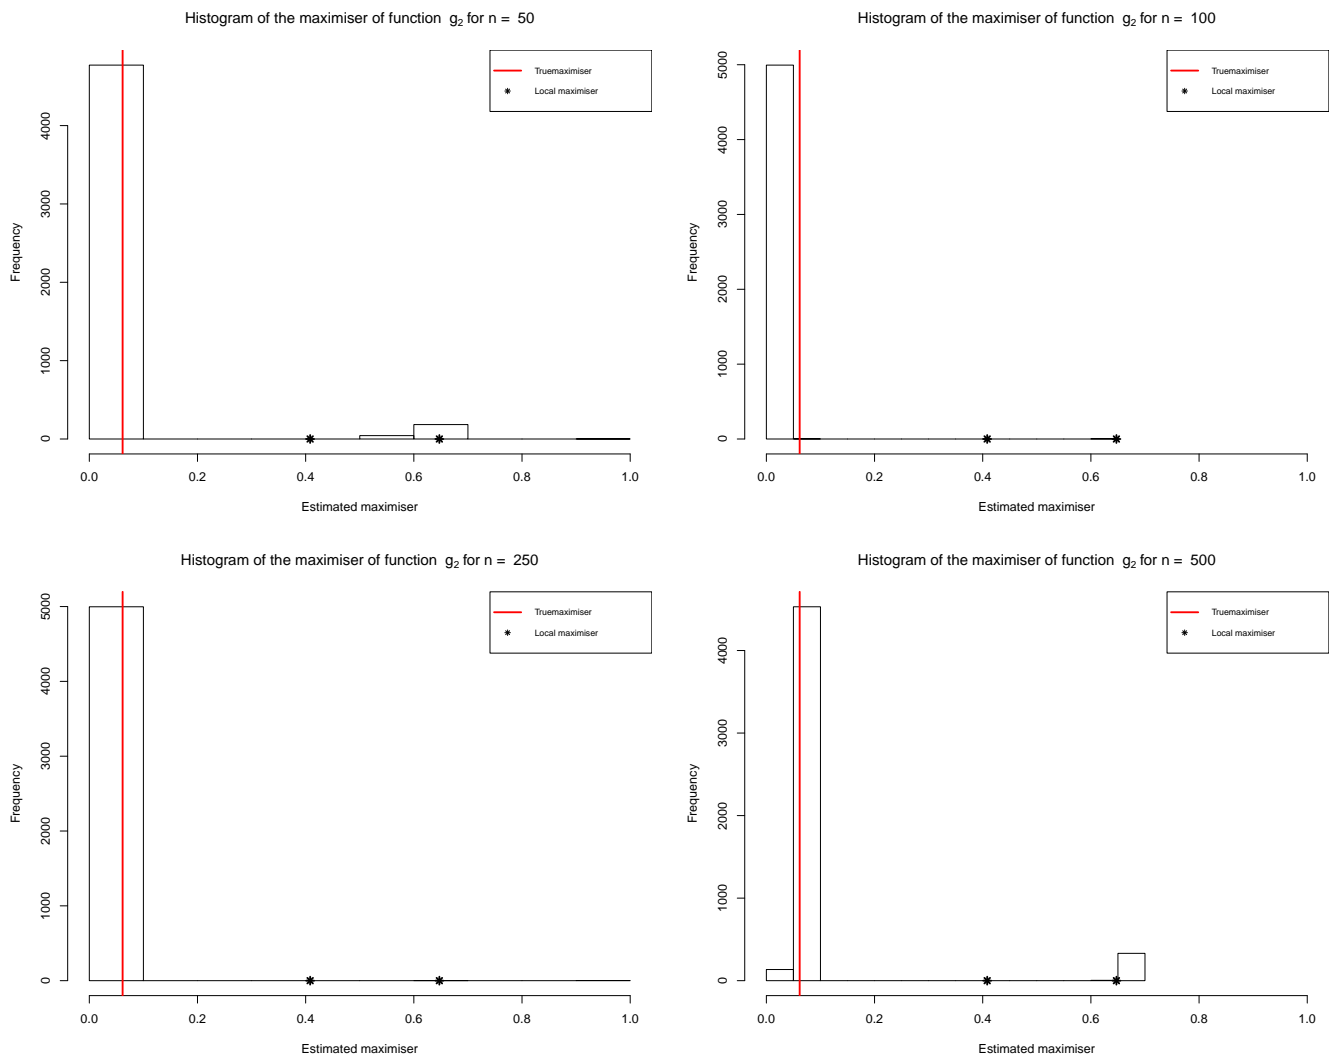 Histogram of the maximiser of function g₂ for n = 50
Truemaximiser
Local maximiser
Frequency
0 1000 2000 3000 4000
0.0 0.2 0.4 0.6 0.8 1.0
Estimated maximiser
Histogram of the maximiser of function g₂ for n = 100
Truemaximiser
Local maximiser
Frequency
0 1000 2000 3000 4000 5000
0.0 0.2 0.4 0.6 0.8 1.0
Estimated maximiser
Histogram of the maximiser of function g₂ for n = 250
Truemaximiser
Local maximiser
Frequency
0 1000 2000 3000 4000 5000
0.0 0.2 0.4 0.6 0.8 1.0
Estimated maximiser
Histogram of the maximiser of function g₂ for n = 500
Truemaximiser
Local maximiser
Frequency
0 1000 2000 3000 4000
0.0 0.2 0.4 0.6 0.8 1.0
Estimated maximiser